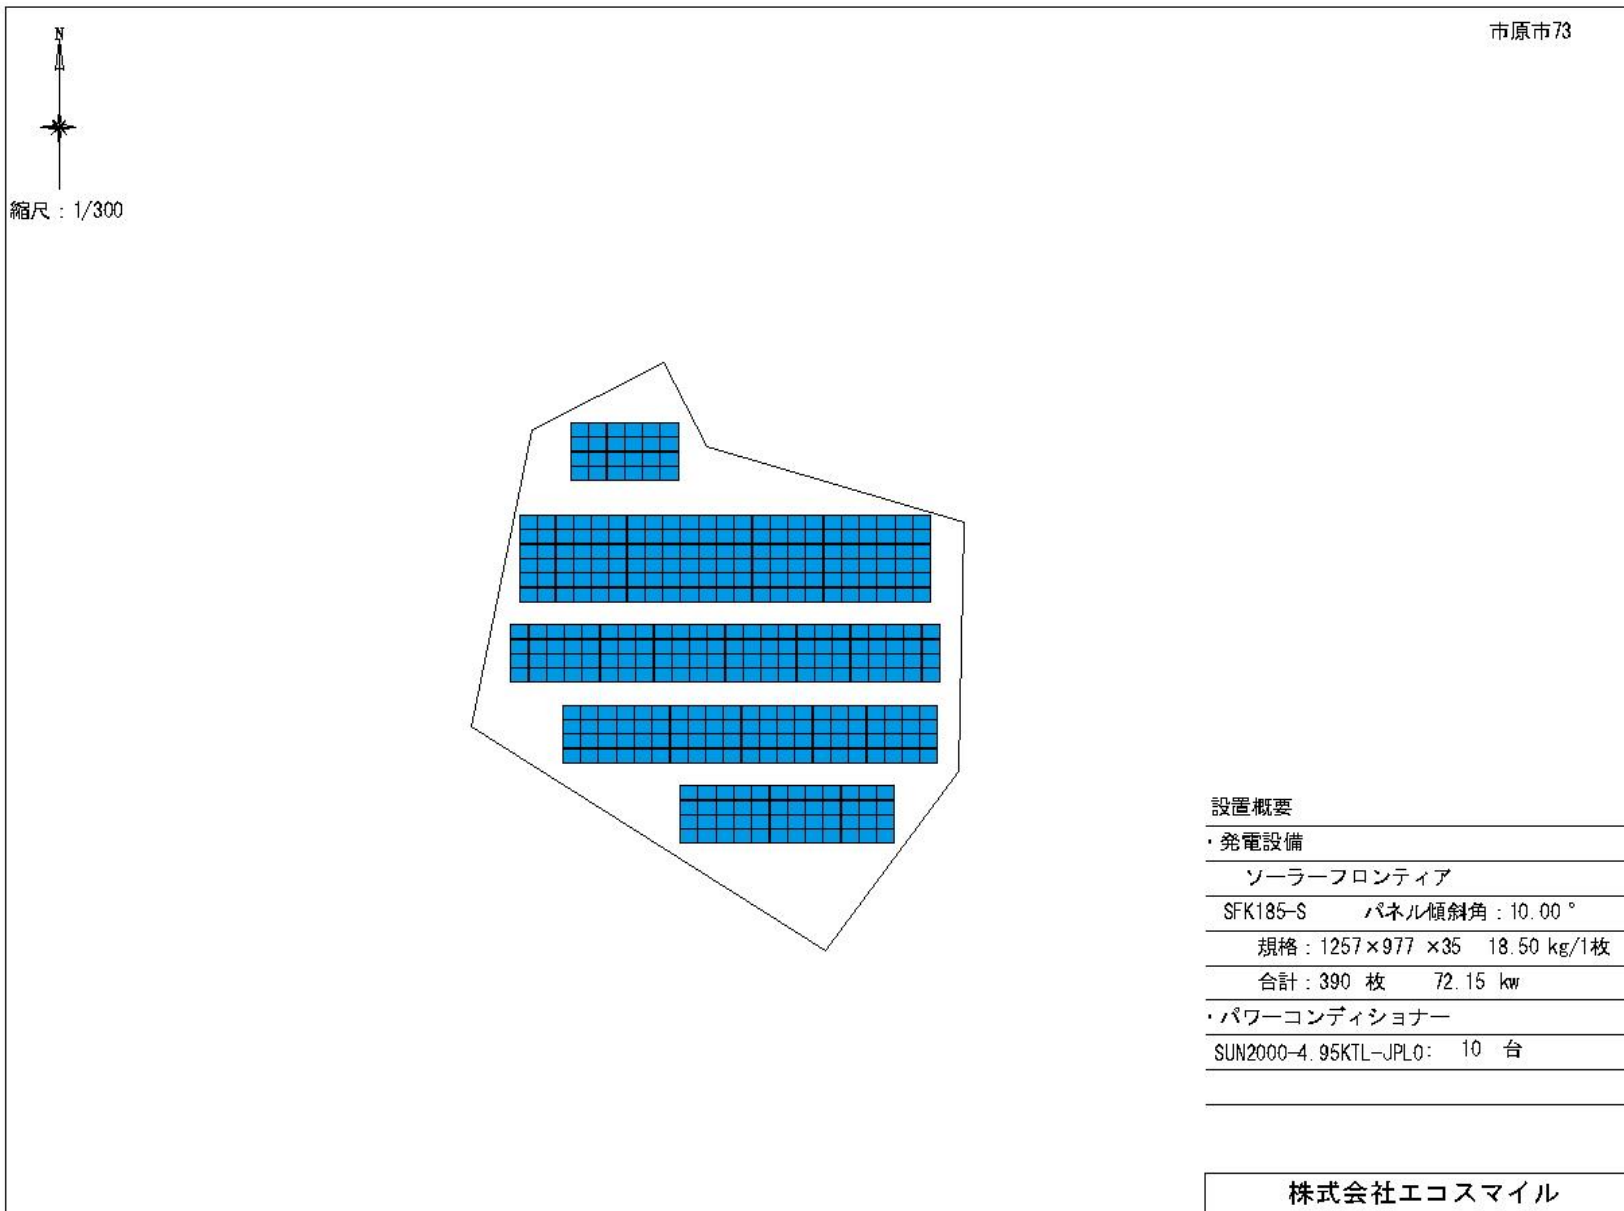 市原市73
N
縮尺：1/300
設置概要
・発電設備
ソーラーフロンティア
SFK185-S パネル傾斜角：10.00°
規格：1257×977 ×35 18.50 kg/1枚
合計：390 枚 72.15 kw
・パワーコンディショナー
SUN2000-4.95KTL-JPL0： 10 台
株式会社エコスマイル